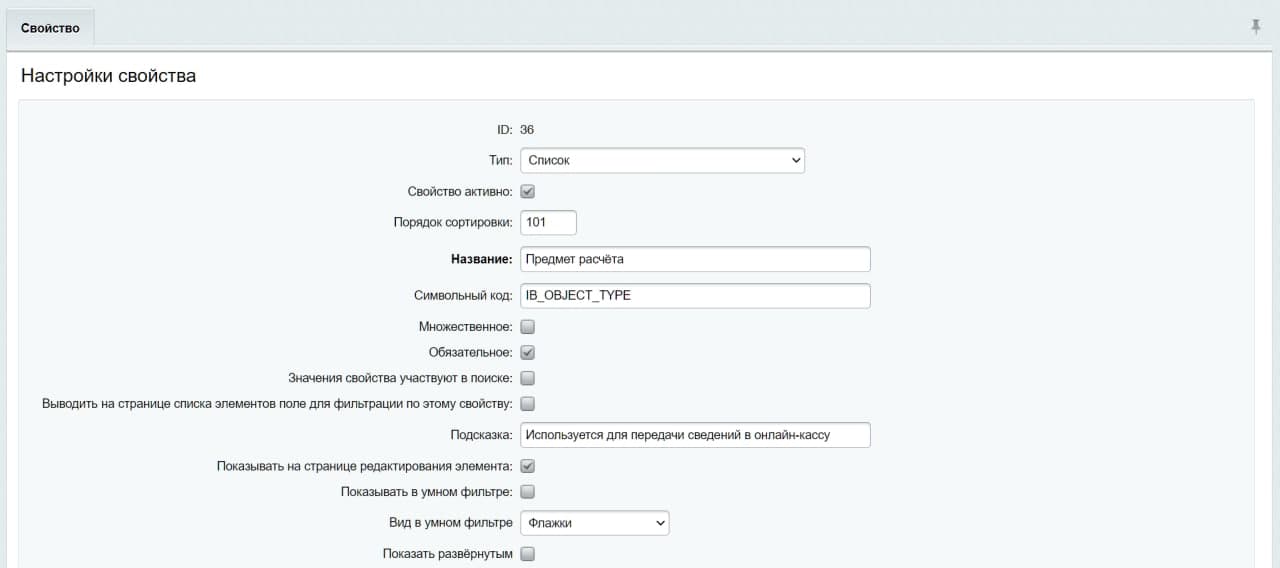 Свойство
Настройки свойства
ID: 36
Тип: Список
Свойство активно:
Порядок сортировки: 101
Название: Предмет расчёта
Символьный код: IB_OBJECT_TYPE
Множественное:
Обязательное:
Значения свойства участвуют в поиске:
Выводить на странице списка элементов поле для фильтрации по этому свойству:
Подсказка: Используется для передачи сведений в онлайн-кассу
Показывать на странице редактирования элемента:
Показывать в умном фильтре:
Вид в умном фильтре Флажки
Показать развёрнутым